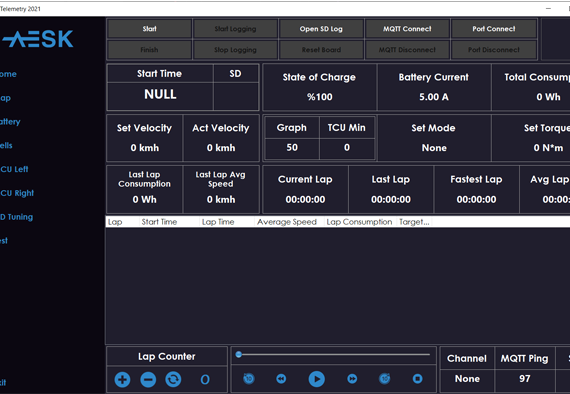 Telemetry 2021
AESK
Start Start Logging Open SD Log MQTT Connect Port Connect
Finish Stop Logging Reset Board MQTT Disconnect Port Disconnect
Start Time SD
NULL
State of Charge Battery Current Total Consump
%100 5.00 A 0 Wh
Set Velocity Act Velocity
0 kmh 0 kmh
Graph TCU Min
50 0
Set Mode Set Torque
None 0 N*m
Last Lap Consumption Last Lap Avg Speed
0 Wh 0 kmh
Current Lap Last Lap Fastest Lap Avg Lap
00:00:00 00:00:00 00:00:00 00:00:
Lap Start Time Lap Time Average Speed Lap Consumption Target...
ome
ap
attery
ells
CU Left
CU Right
D Tuning
est
xit
Lap Counter
0
Channel MQTT Ping S
None 97